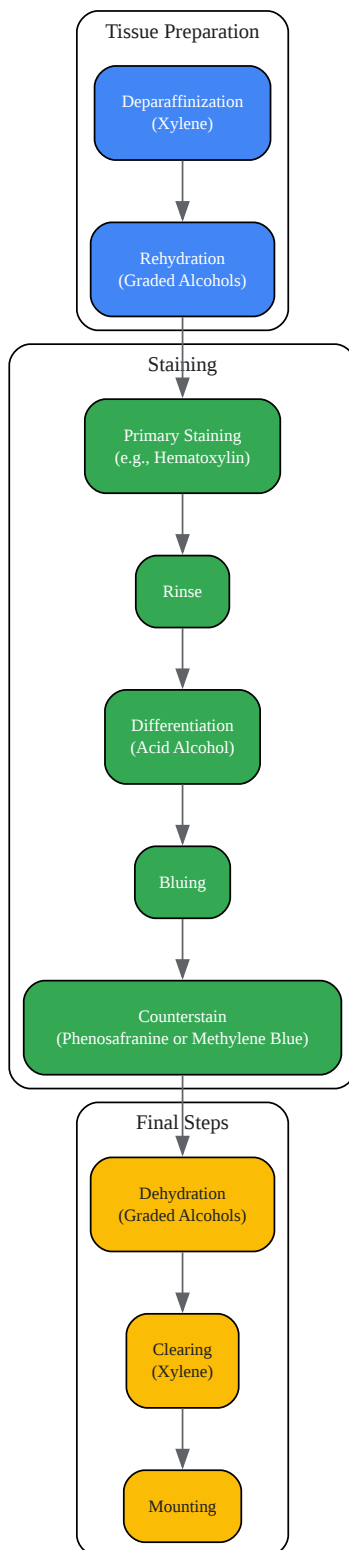 Tissue Preparation
Deparaffinization
(Xylene)
Rehydration
(Graded Alcohols)
Staining
Primary Staining
(e.g., Hematoxylin)
Rinse
Differentiation
(Acid Alcohol)
Bluing
Counterstain
(Phenosafranine or Methylene Blue)
Final Steps
Dehydration
(Graded Alcohols)
Clearing
(Xylene)
Mounting